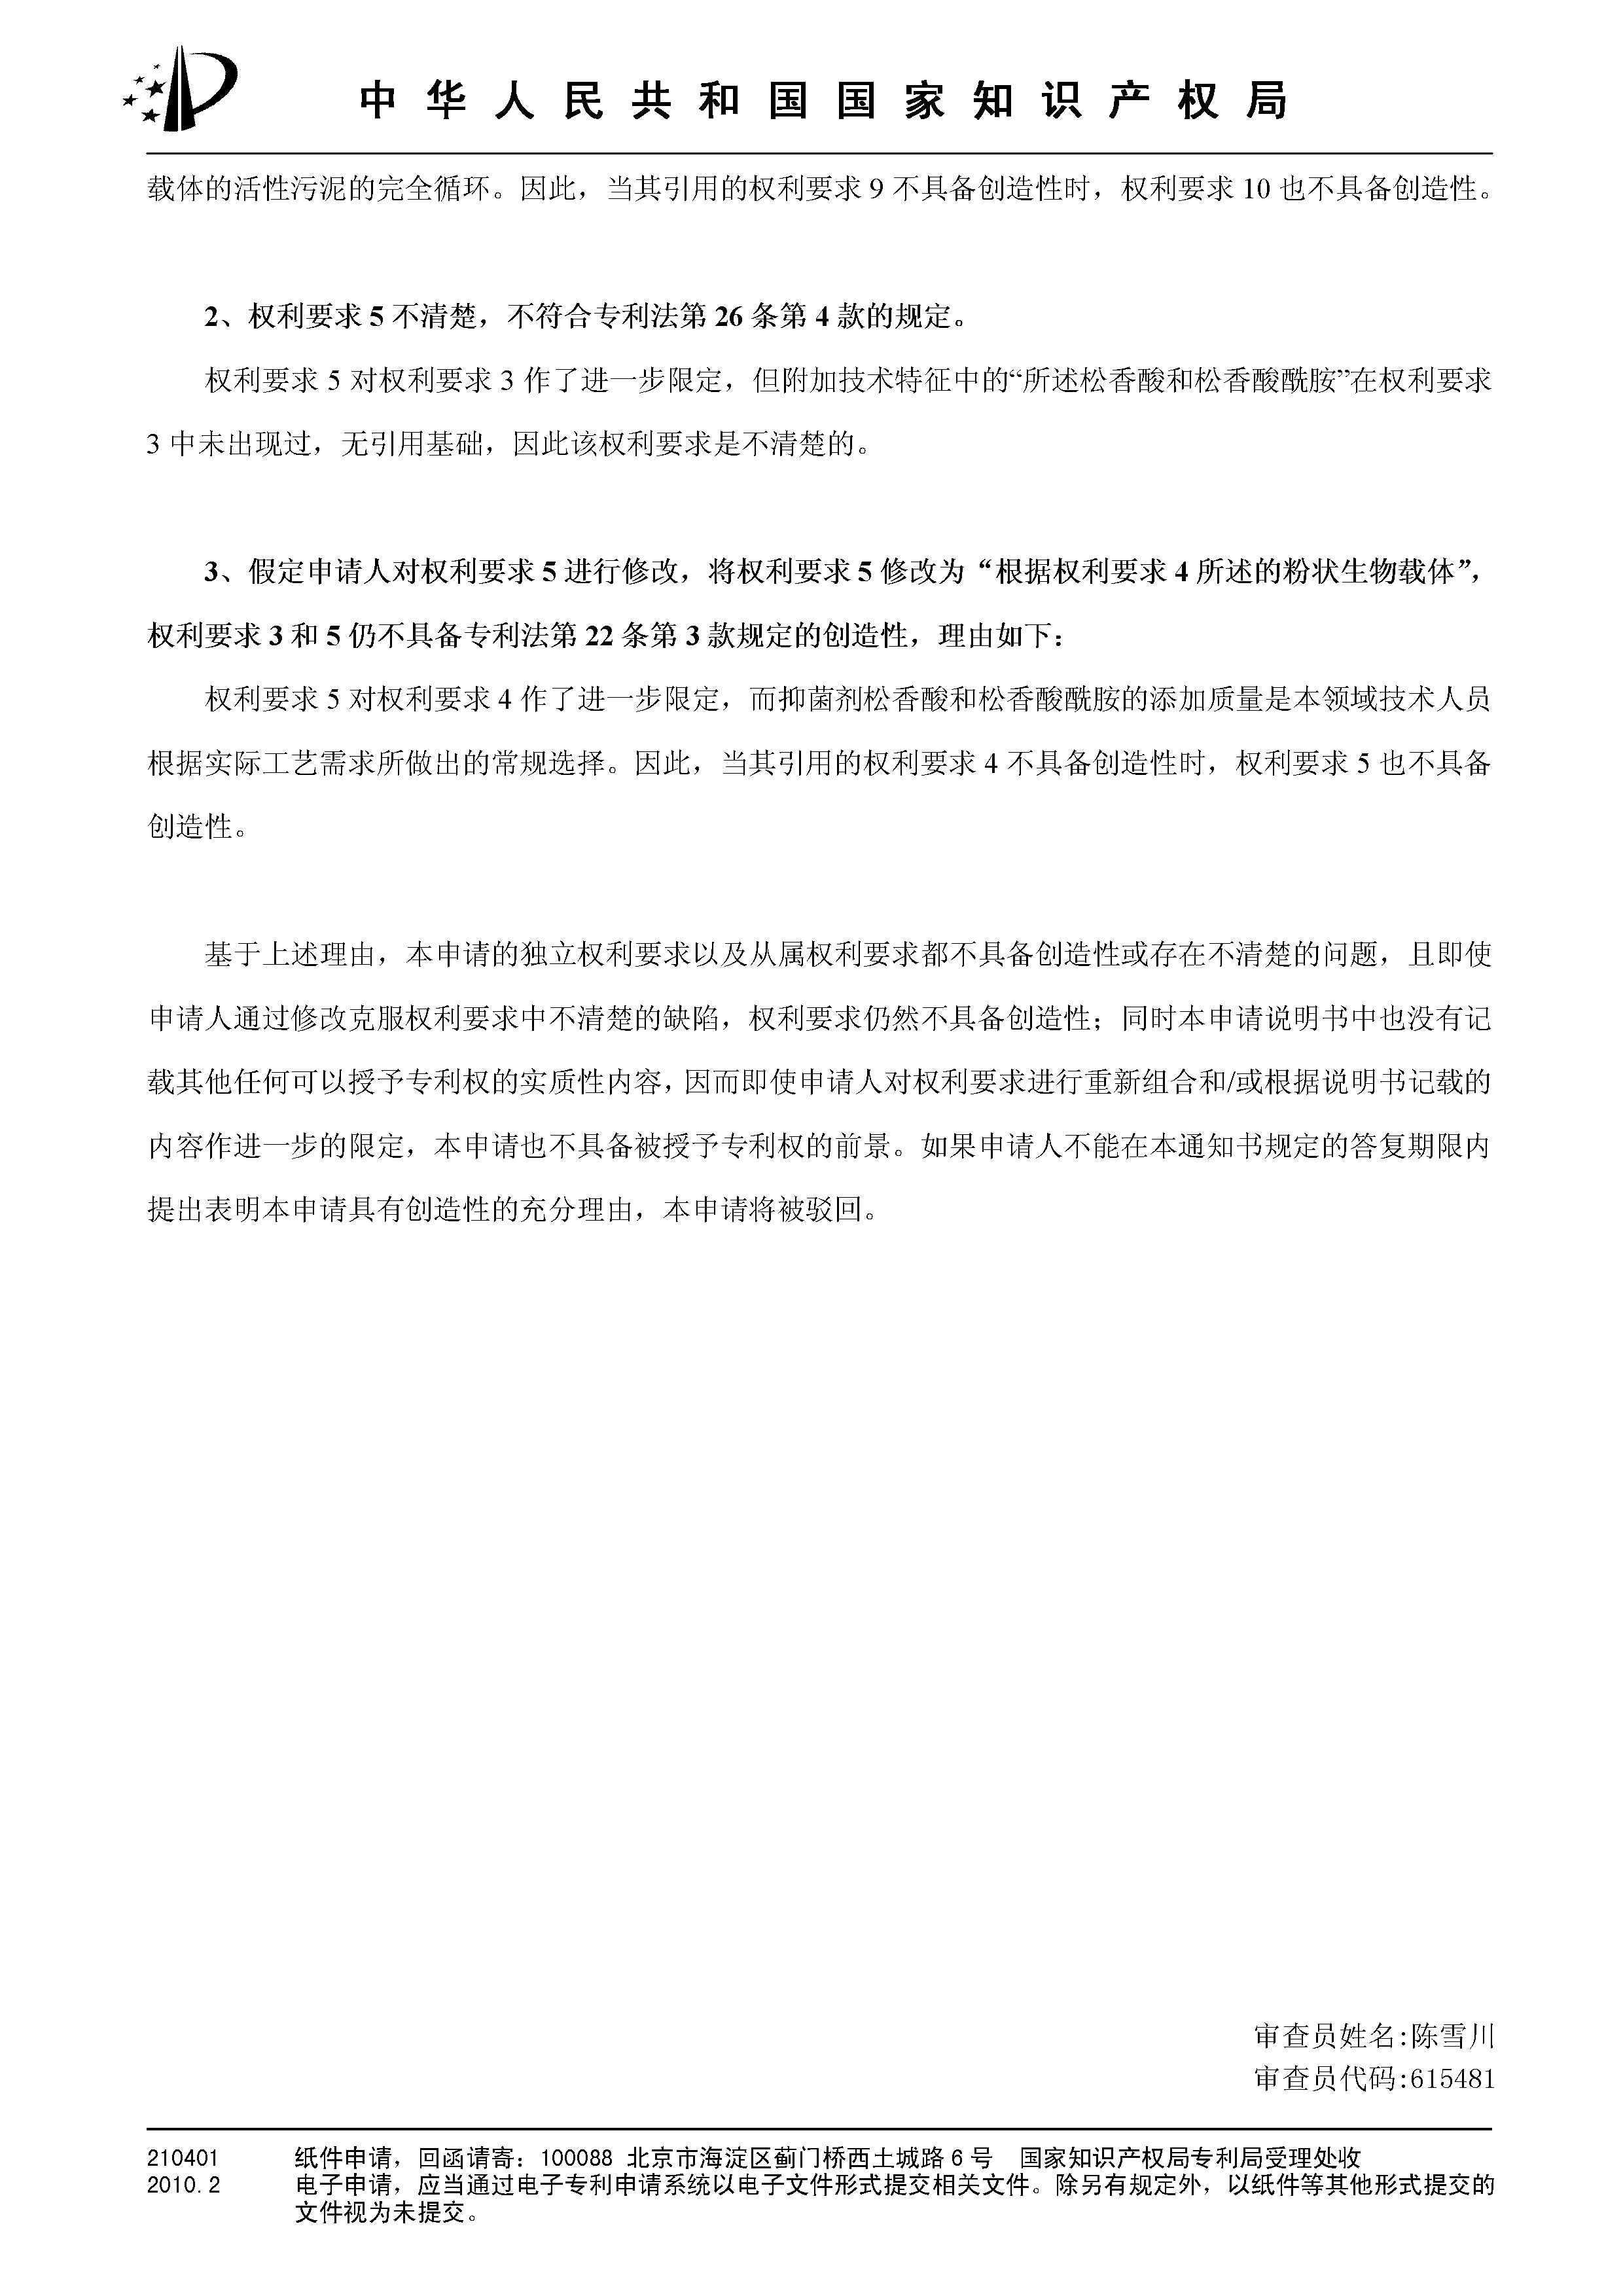 中华人民共和国国家知识产权局
载体的活性污泥的完全循环。因此，当其引用的权利要求 9 不具备创造性时，权利要求 10 也不具备创造性。
2、权利要求 5 不清楚，不符合专利法第 26 条第 4 款的规定。
权利要求 5 对权利要求 3 作了进一步限定，但附加技术特征中的“所述松香酸和松香酸酰胺”在权利要求
3 中未出现过，无引用基础，因此该权利要求是不清楚的。
3、假定申请人对权利要求 5 进行修改，将权利要求 5 修改为“根据权利要求 4 所述的粉状生物载体”，
权利要求 3 和 5 仍不具备专利法第 22 条第 3 款规定的创造性，理由如下：
权利要求 5 对权利要求 4 作了进一步限定，而抑菌剂松香酸和松香酸酰胺的添加质量是本领域技术人员
根据实际工艺需求所做出的常规选择。因此，当其引用的权利要求 4 不具备创造性时，权利要求 5 也不具备
创造性。
基于上述理由，本申请的独立权利要求以及从属权利要求都不具备创造性或存在不清楚的问题，且即使
申请人通过修改克服权利要求中不清楚的缺陷，权利要求仍然不具备创造性；同时本申请说明书中也没有记
载其他任何可以授予专利权的实质性内容，因而即使申请人对权利要求进行重新组合和/或根据说明书记载的
内容作进一步的限定，本申请也不具备被授予专利权的前景。如果申请人不能在本通知书规定的答复期限内
提出表明本申请具有创造性的充分理由，本申请将被驳回。
审查员姓名:陈雪川
审查员代码:615481
210401 纸件申请，回函请寄：100088 北京市海淀区蓟门桥西土城路 6 号 国家知识产权局专利局受理处收
2010.2 电子申请，应当通过电子专利申请系统以电子文件形式提交相关文件。除另有规定外，以纸件等其他形式提交的
文件视为未提交。